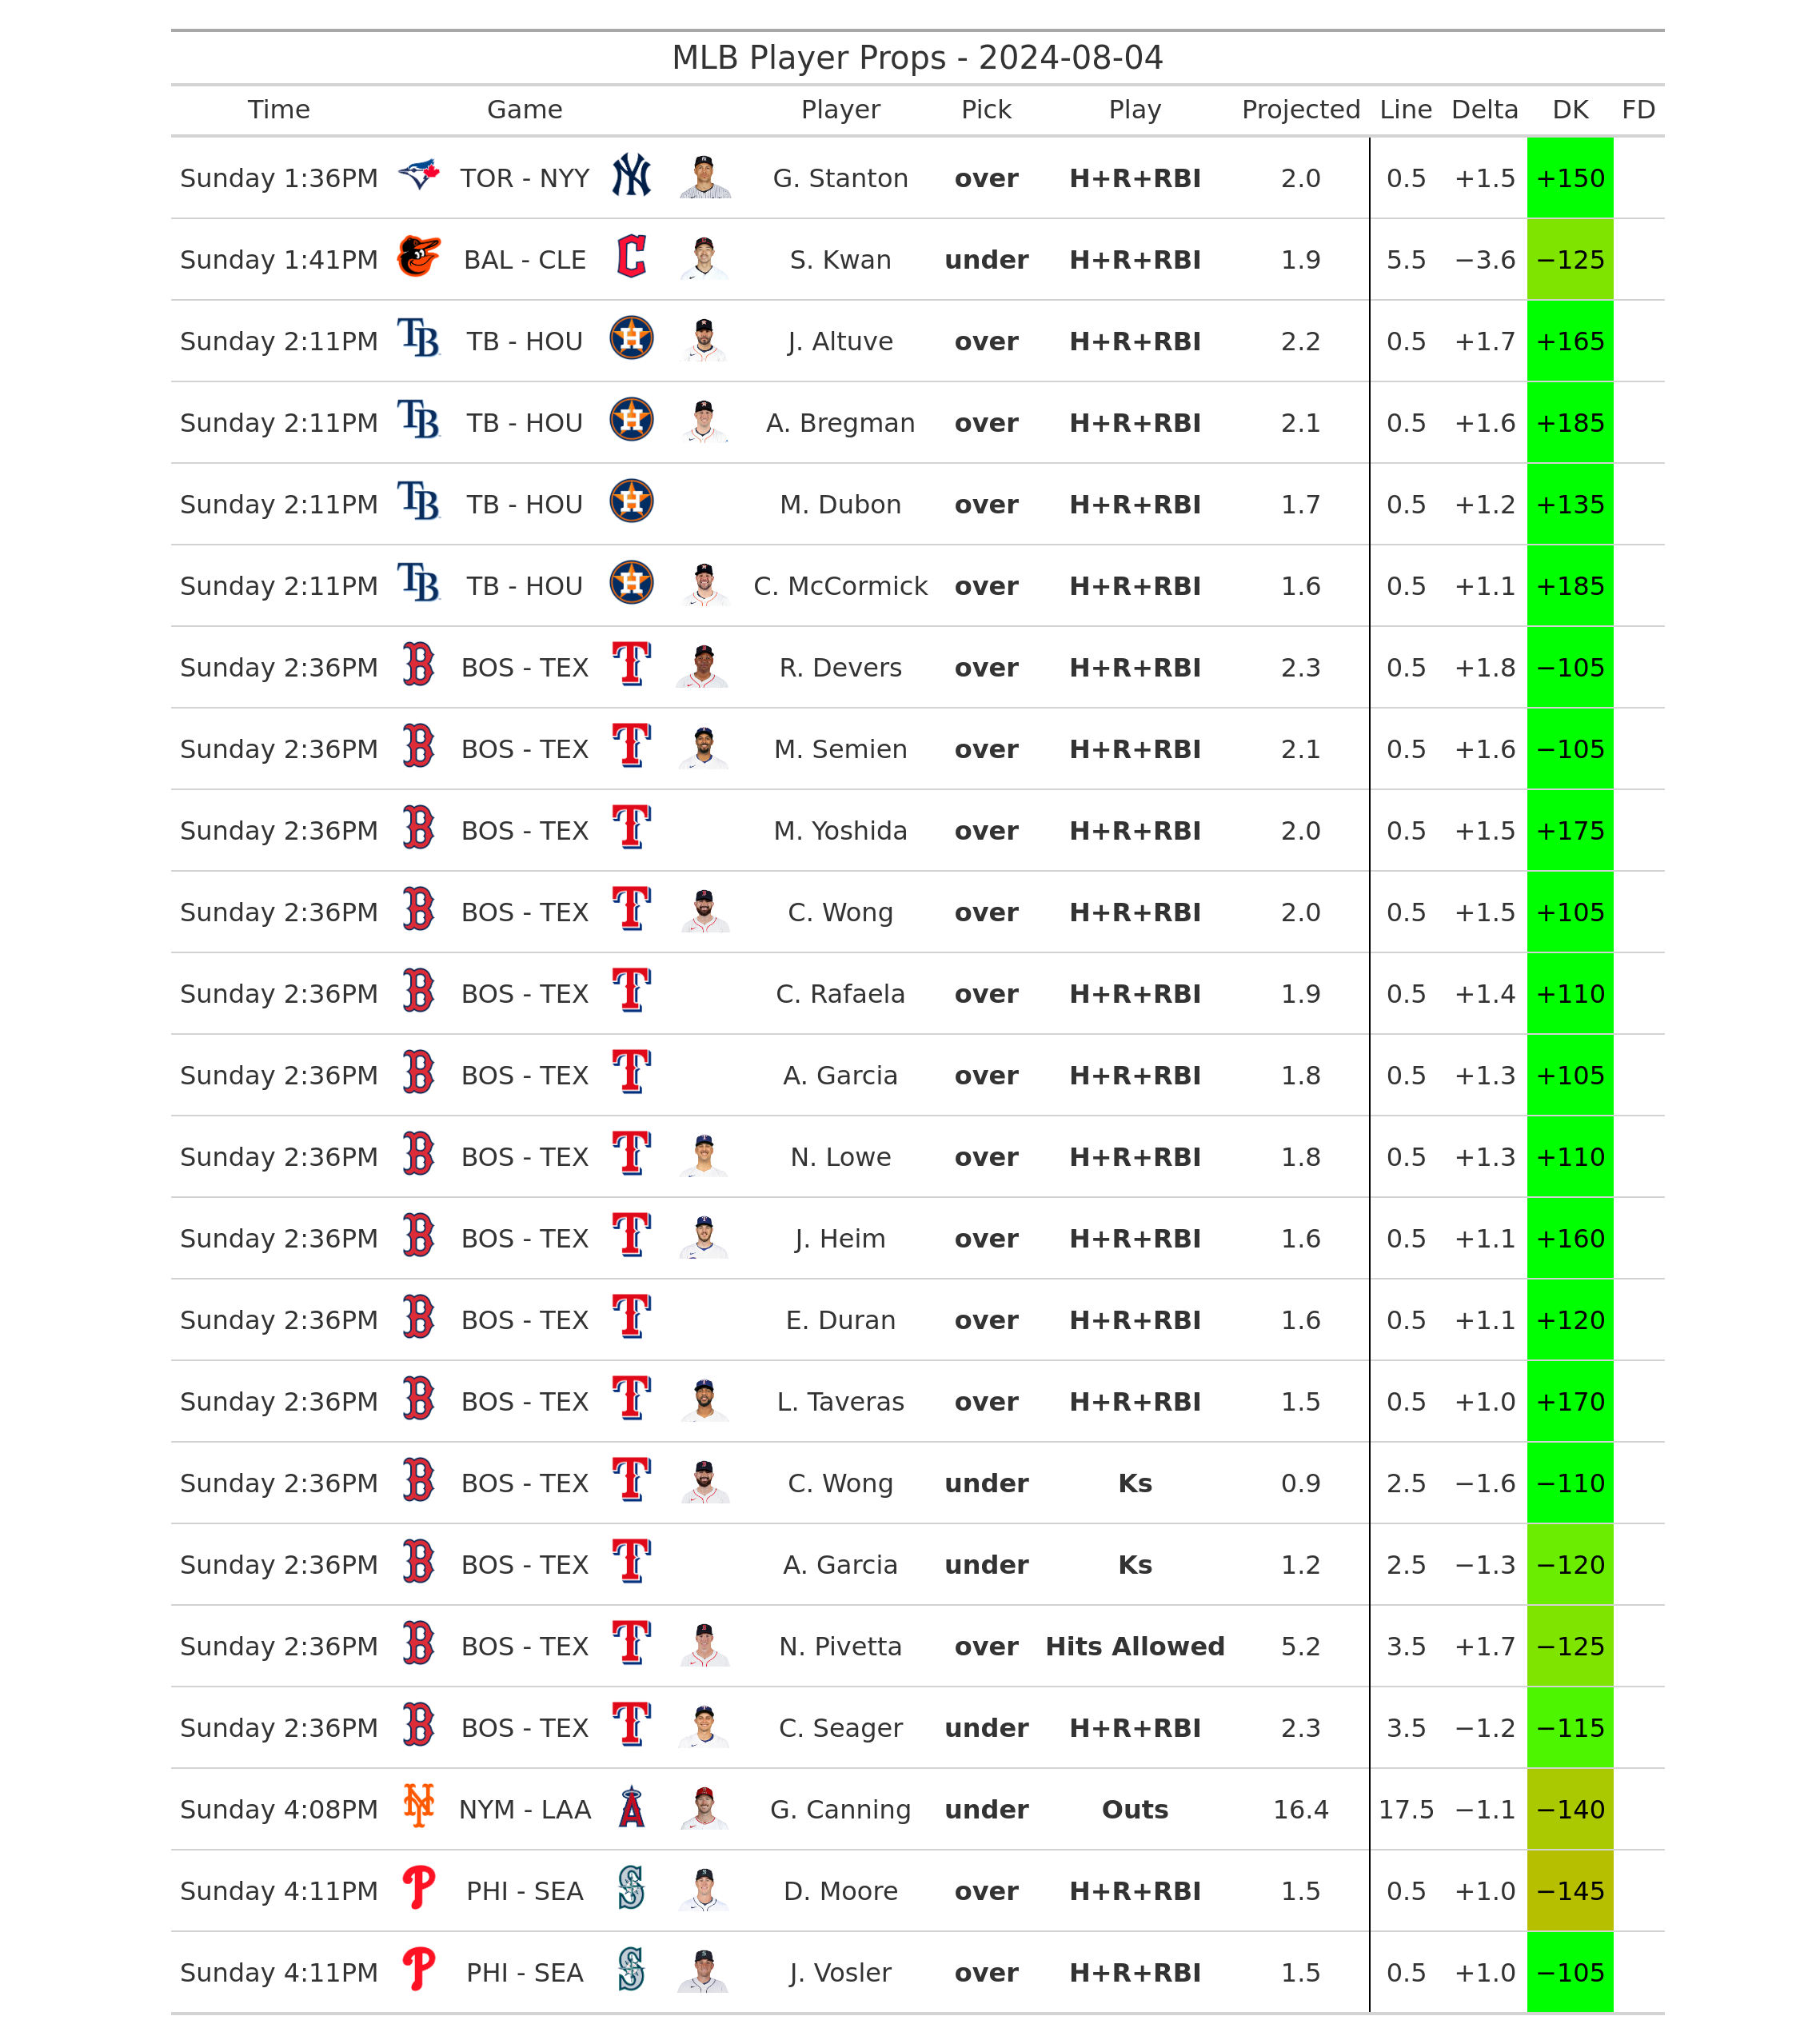 MLB Player Props - 2024-08-04
Time Game Player Pick Play Projected Line Delta DK FD
Sunday 1:36PM TOR - NYY G. Stanton over H+R+RBI 2.0 0.5 +1.5 +150
Sunday 1:41PM BAL - CLE S. Kwan under H+R+RBI 1.9 5.5 −3.6 −125
Sunday 2:11PM TB - HOU J. Altuve over H+R+RBI 2.2 0.5 +1.7 +165
Sunday 2:11PM TB - HOU A. Bregman over H+R+RBI 2.1 0.5 +1.6 +185
Sunday 2:11PM TB - HOU M. Dubon over H+R+RBI 1.7 0.5 +1.2 +135
Sunday 2:11PM TB - HOU C. McCormick over H+R+RBI 1.6 0.5 +1.1 +185
Sunday 2:36PM BOS - TEX R. Devers over H+R+RBI 2.3 0.5 +1.8 −105
Sunday 2:36PM BOS - TEX M. Semien over H+R+RBI 2.1 0.5 +1.6 −105
Sunday 2:36PM BOS - TEX M. Yoshida over H+R+RBI 2.0 0.5 +1.5 +175
Sunday 2:36PM BOS - TEX C. Wong over H+R+RBI 2.0 0.5 +1.5 +105
Sunday 2:36PM BOS - TEX C. Rafaela over H+R+RBI 1.9 0.5 +1.4 +110
Sunday 2:36PM BOS - TEX A. Garcia over H+R+RBI 1.8 0.5 +1.3 +105
Sunday 2:36PM BOS - TEX N. Lowe over H+R+RBI 1.8 0.5 +1.3 +110
Sunday 2:36PM BOS - TEX J. Heim over H+R+RBI 1.6 0.5 +1.1 +160
Sunday 2:36PM BOS - TEX E. Duran over H+R+RBI 1.6 0.5 +1.1 +120
Sunday 2:36PM BOS - TEX L. Taveras over H+R+RBI 1.5 0.5 +1.0 +170
Sunday 2:36PM BOS - TEX C. Wong under Ks 0.9 2.5 −1.6 −110
Sunday 2:36PM BOS - TEX A. Garcia under Ks 1.2 2.5 −1.3 −120
Sunday 2:36PM BOS - TEX N. Pivetta over Hits Allowed 5.2 3.5 +1.7 −125
Sunday 2:36PM BOS - TEX C. Seager under H+R+RBI 2.3 3.5 −1.2 −115
Sunday 4:08PM NYM - LAA G. Canning under Outs 16.4 17.5 −1.1 −140
Sunday 4:11PM PHI - SEA D. Moore over H+R+RBI 1.5 0.5 +1.0 −145
Sunday 4:11PM PHI - SEA J. Vosler over H+R+RBI 1.5 0.5 +1.0 −105